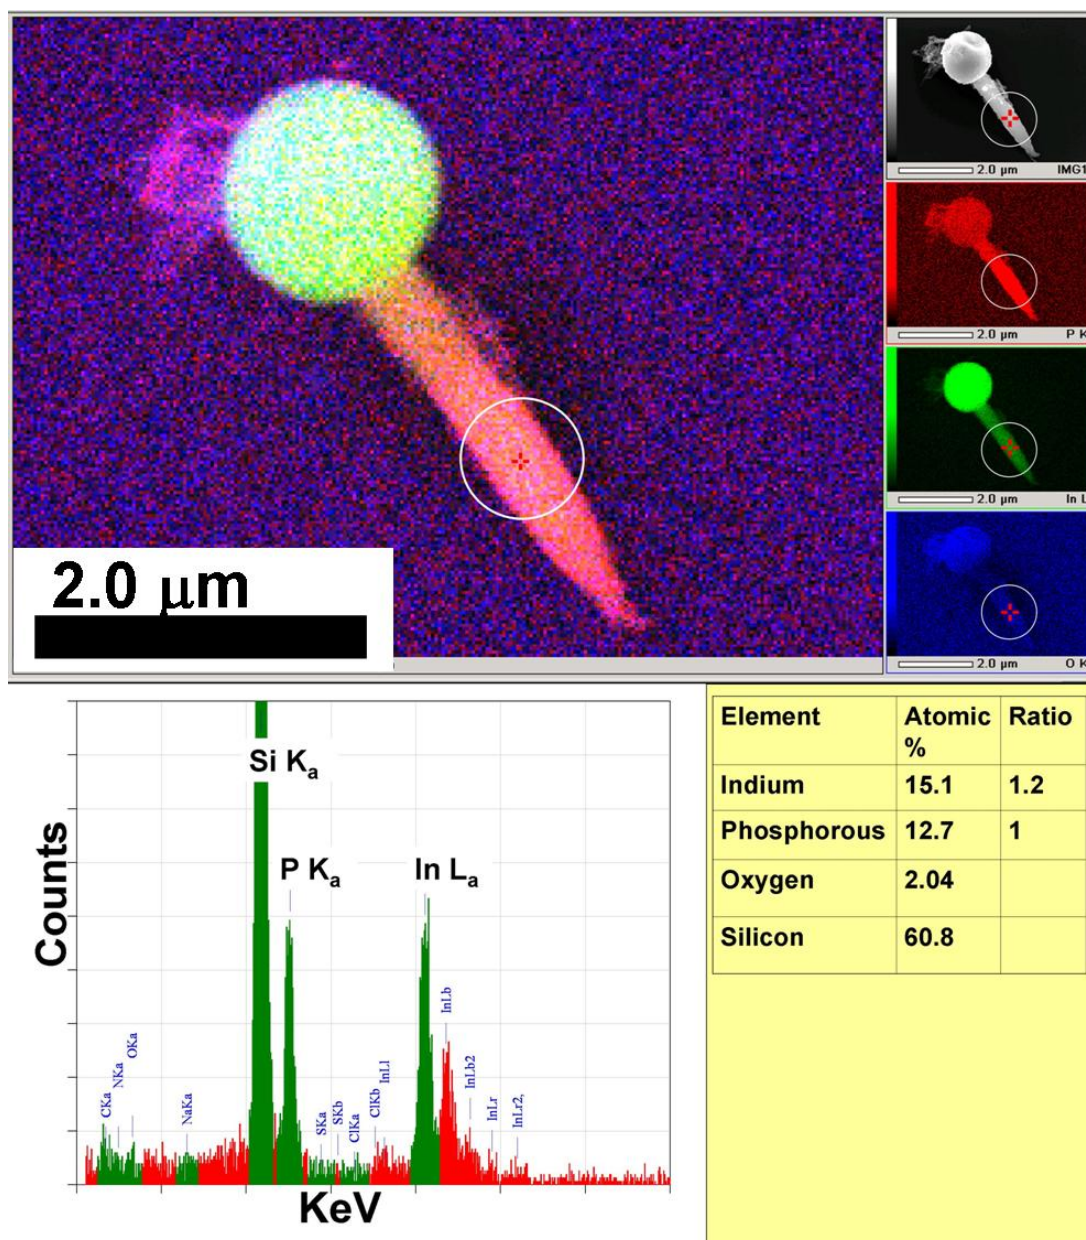 2.0 μm
2.0 μm IMG1
2.0 μm P K
2.0 μm In L
2.0 μm O K
Counts
Si Ka
P Ka
In La
CKa
NKa
OKa
NaKa
SKa
SKb
ClKa
ClKb
InLl
InLb
InLb2
InLr
InLr2,
KeV
Element Atomic % Ratio
Indium 15.1 1.2
Phosphorous 12.7 1
Oxygen 2.04
Silicon 60.8